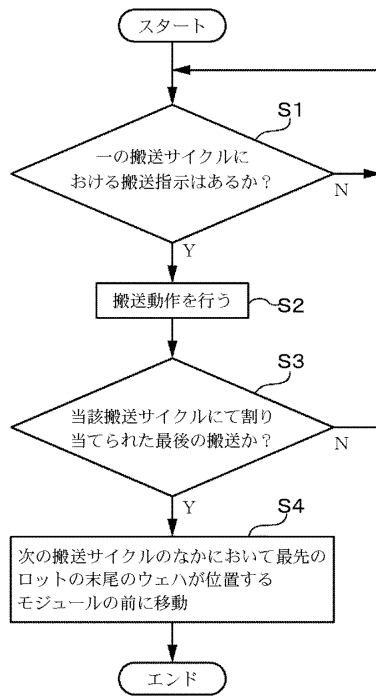 スタート
S1
一の搬送サイクルに
おける搬送指示はあるか？
N
Y
搬送動作を行う
S2
S3
当該搬送サイクルにて割り
当てられた最後の搬送か？
N
Y
S4
次の搬送サイクルのなかにおいて最先の
ロットの末尾のウェハが位置する
モジュールの前に移動
エンド